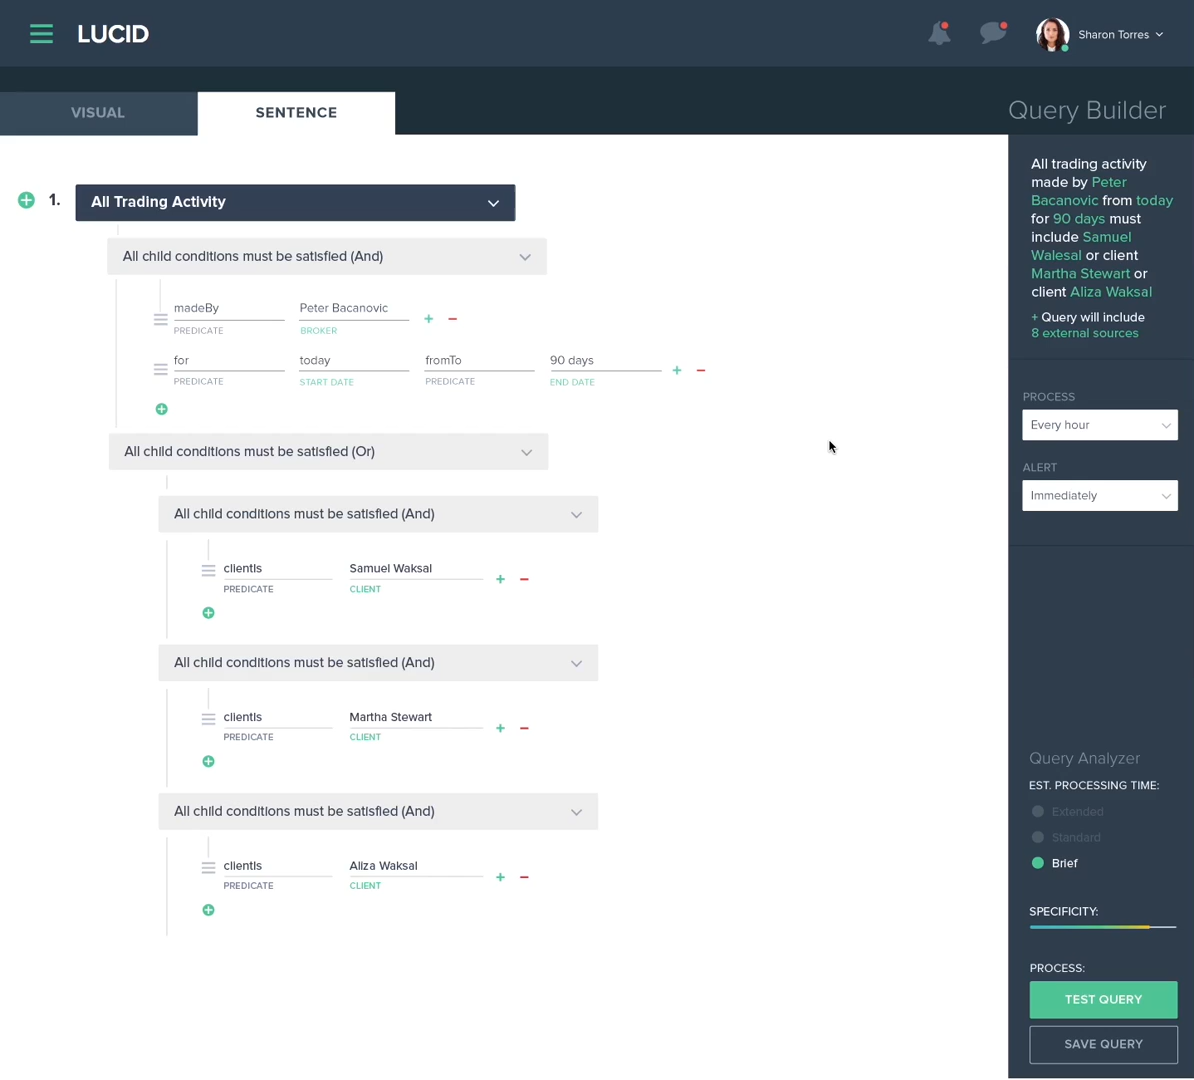 LUCID
Sharon Torres
VISUAL
SENTENCE
Query Builder
1.
All Trading Activity
All child conditions must be satisfied (And)
madeBy
Peter Bacanovic
PREDICATE
BROKER
for
today
fromTo
90 days
PREDICATE
START DATE
PREDICATE
END DATE
All child conditions must be satisfied (Or)
All child conditions must be satisfied (And)
clientIs
Samuel Waksal
PREDICATE
CLIENT
All child conditions must be satisfied (And)
clientIs
Martha Stewart
PREDICATE
CLIENT
All child conditions must be satisfied (And)
clientIs
Aliza Waksal
PREDICATE
CLIENT
All trading activity
made by Peter
Bacanovic from today
for 90 days must
include Samuel
Walesal or client
Martha Stewart or
client Aliza Waksal
+ Query will include
8 external sources
PROCESS
Every hour
ALERT
Immediately
Query Analyzer
EST. PROCESSING TIME:
Extended
Standard
Brief
SPECIFICITY:
PROCESS:
TEST QUERY
SAVE QUERY